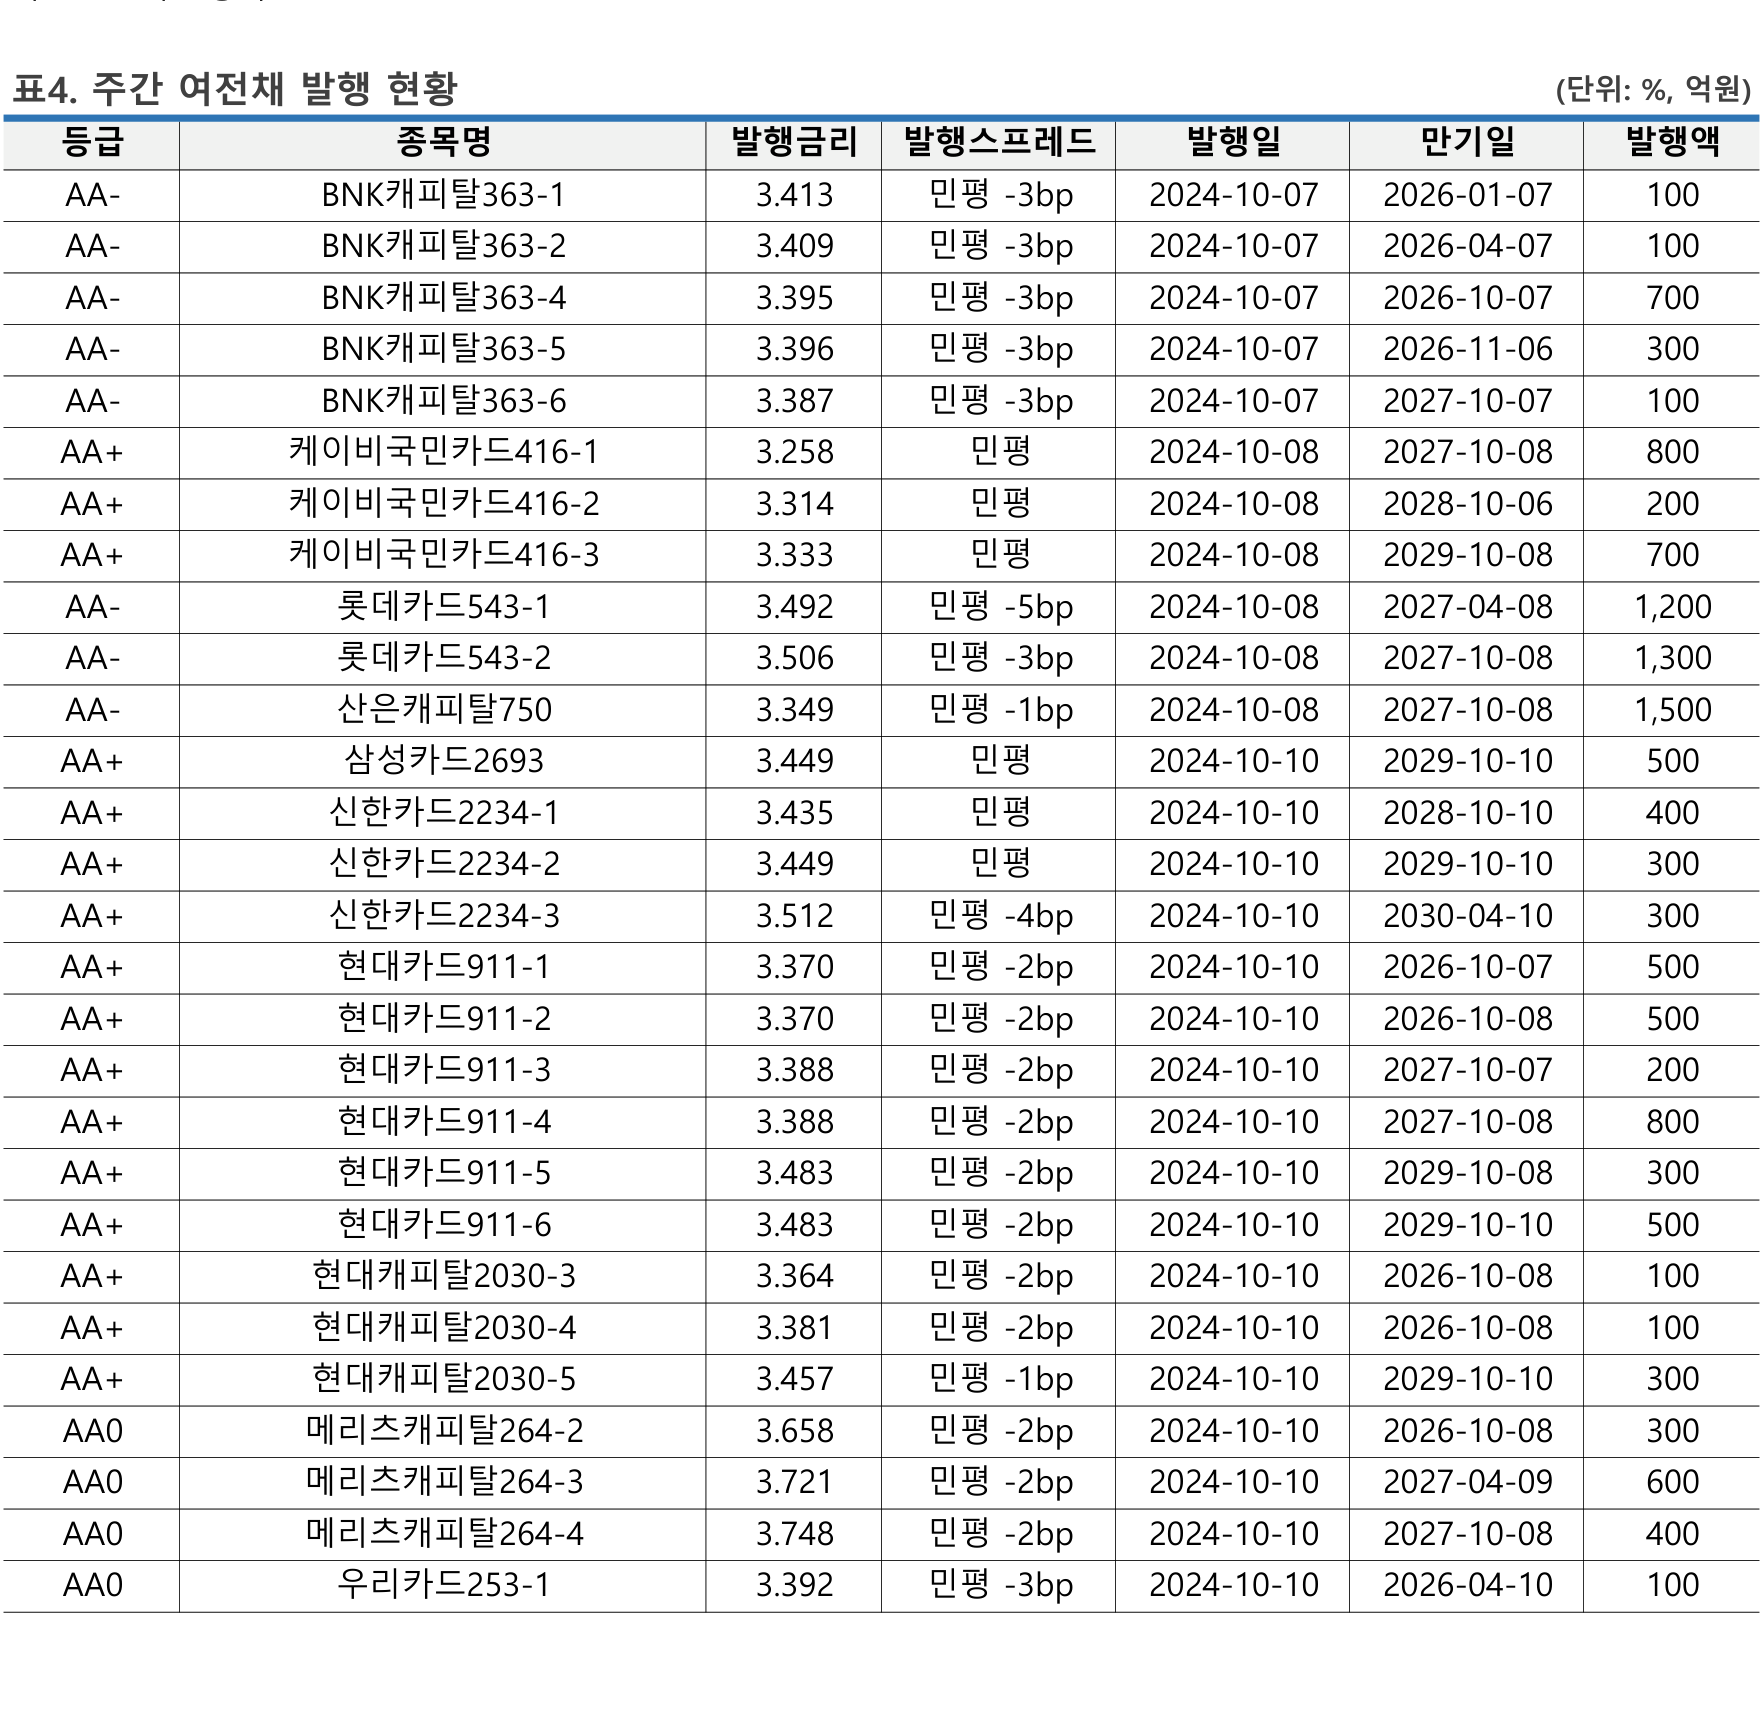 표4. 주간 여전채 발행 현황 (단위: %, 억원)
등급 종목명 발행금리 발행스프레드 발행일 만기일 발행액
AA- BNK캐피탈363-1 3.413 민평 -3bp 2024-10-07 2026-01-07 100
AA- BNK캐피탈363-2 3.409 민평 -3bp 2024-10-07 2026-04-07 100
AA- BNK캐피탈363-4 3.395 민평 -3bp 2024-10-07 2026-10-07 700
AA- BNK캐피탈363-5 3.396 민평 -3bp 2024-10-07 2026-11-06 300
AA- BNK캐피탈363-6 3.387 민평 -3bp 2024-10-07 2027-10-07 100
AA+ 케이비국민카드416-1 3.258 민평 2024-10-08 2027-10-08 800
AA+ 케이비국민카드416-2 3.314 민평 2024-10-08 2028-10-06 200
AA+ 케이비국민카드416-3 3.333 민평 2024-10-08 2029-10-08 700
AA- 롯데카드543-1 3.492 민평 -5bp 2024-10-08 2027-04-08 1,200
AA- 롯데카드543-2 3.506 민평 -3bp 2024-10-08 2027-10-08 1,300
AA- 산은캐피탈750 3.349 민평 -1bp 2024-10-08 2027-10-08 1,500
AA+ 삼성카드2693 3.449 민평 2024-10-10 2029-10-10 500
AA+ 신한카드2234-1 3.435 민평 2024-10-10 2028-10-10 400
AA+ 신한카드2234-2 3.449 민평 2024-10-10 2029-10-10 300
AA+ 신한카드2234-3 3.512 민평 -4bp 2024-10-10 2030-04-10 300
AA+ 현대카드911-1 3.370 민평 -2bp 2024-10-10 2026-10-07 500
AA+ 현대카드911-2 3.370 민평 -2bp 2024-10-10 2026-10-08 500
AA+ 현대카드911-3 3.388 민평 -2bp 2024-10-10 2027-10-07 200
AA+ 현대카드911-4 3.388 민평 -2bp 2024-10-10 2027-10-08 800
AA+ 현대카드911-5 3.483 민평 -2bp 2024-10-10 2029-10-08 300
AA+ 현대카드911-6 3.483 민평 -2bp 2024-10-10 2029-10-10 500
AA+ 현대캐피탈2030-3 3.364 민평 -2bp 2024-10-10 2026-10-08 100
AA+ 현대캐피탈2030-4 3.381 민평 -2bp 2024-10-10 2026-10-08 100
AA+ 현대캐피탈2030-5 3.457 민평 -1bp 2024-10-10 2029-10-10 300
AA0 메리츠캐피탈264-2 3.658 민평 -2bp 2024-10-10 2026-10-08 300
AA0 메리츠캐피탈264-3 3.721 민평 -2bp 2024-10-10 2027-04-09 600
AA0 메리츠캐피탈264-4 3.748 민평 -2bp 2024-10-10 2027-10-08 400
AA0 우리카드253-1 3.392 민평 -3bp 2024-10-10 2026-04-10 100